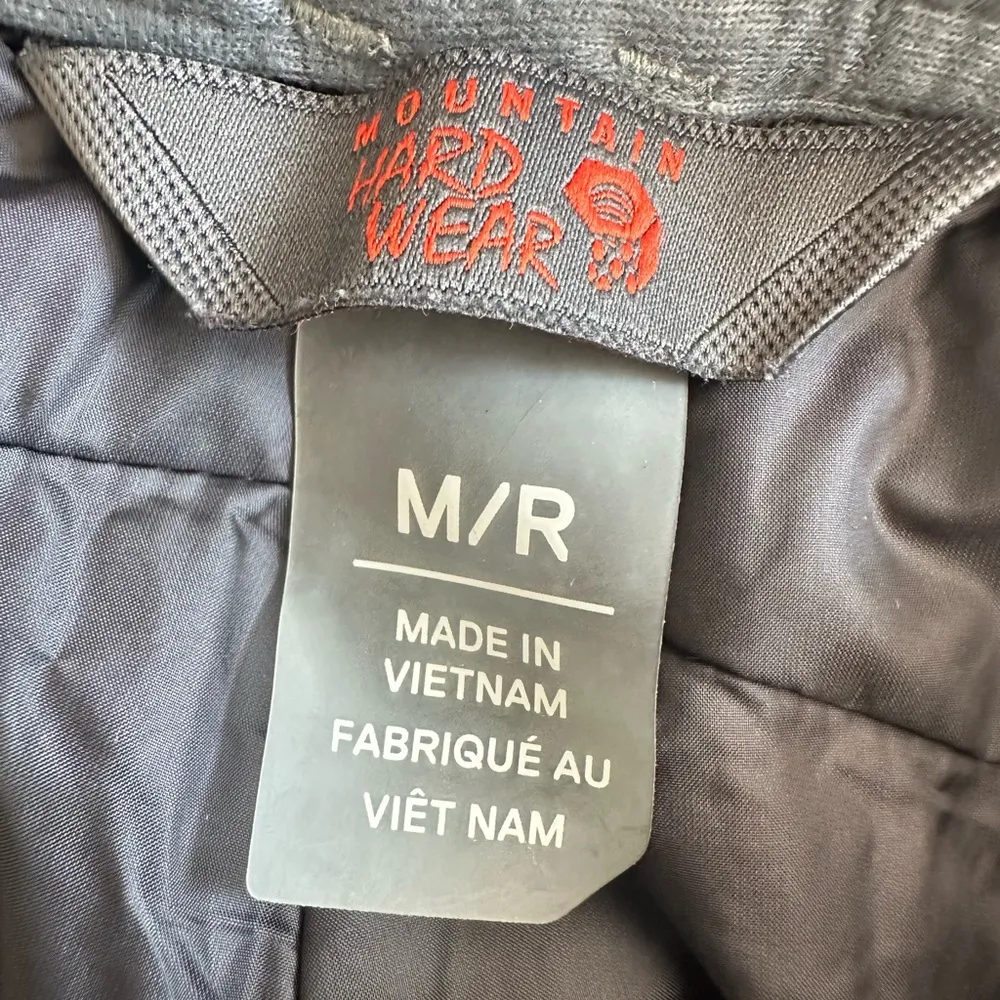 MOUNTAIN
HARD
WEAR
M/R
MADE IN
VIETNAM
FABRIQUÉ AU
VIÊT NAM